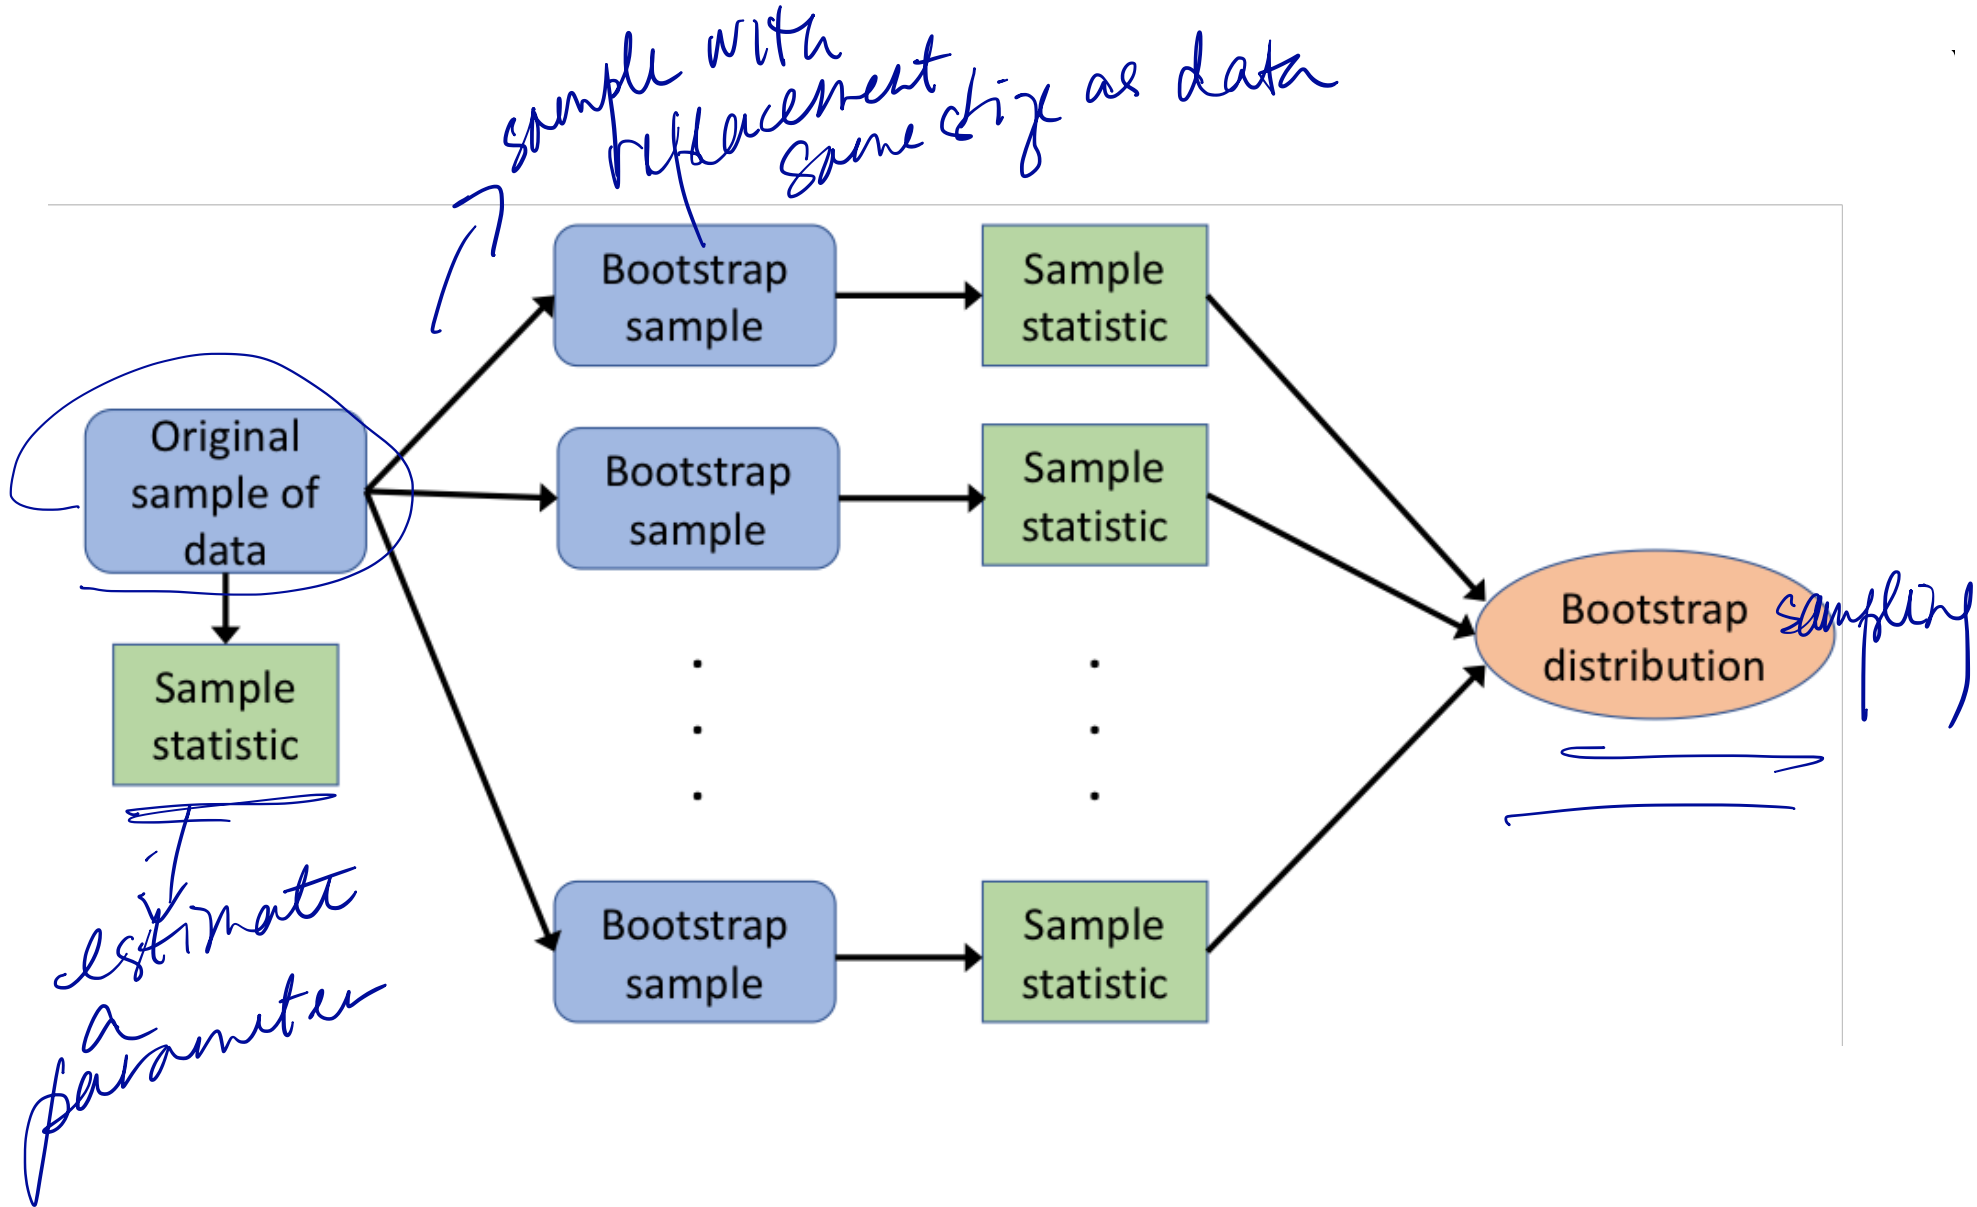 sample with
replacement
same size as data
Bootstrap
sample
Sample
statistic
Original
sample of
data
Bootstrap
sample
Sample
statistic
Sample
statistic
Bootstrap
distribution
sampling
estimate
a
parameter
Bootstrap
sample
Sample
statistic